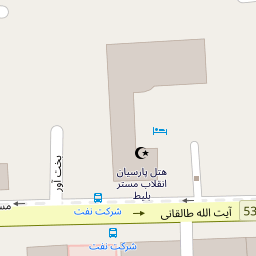 بخت آور
هتل پارسیان
انقلاب مستر
بلیط
شرکت نفت
آیت الله طالقانی
53
شرکت نفت